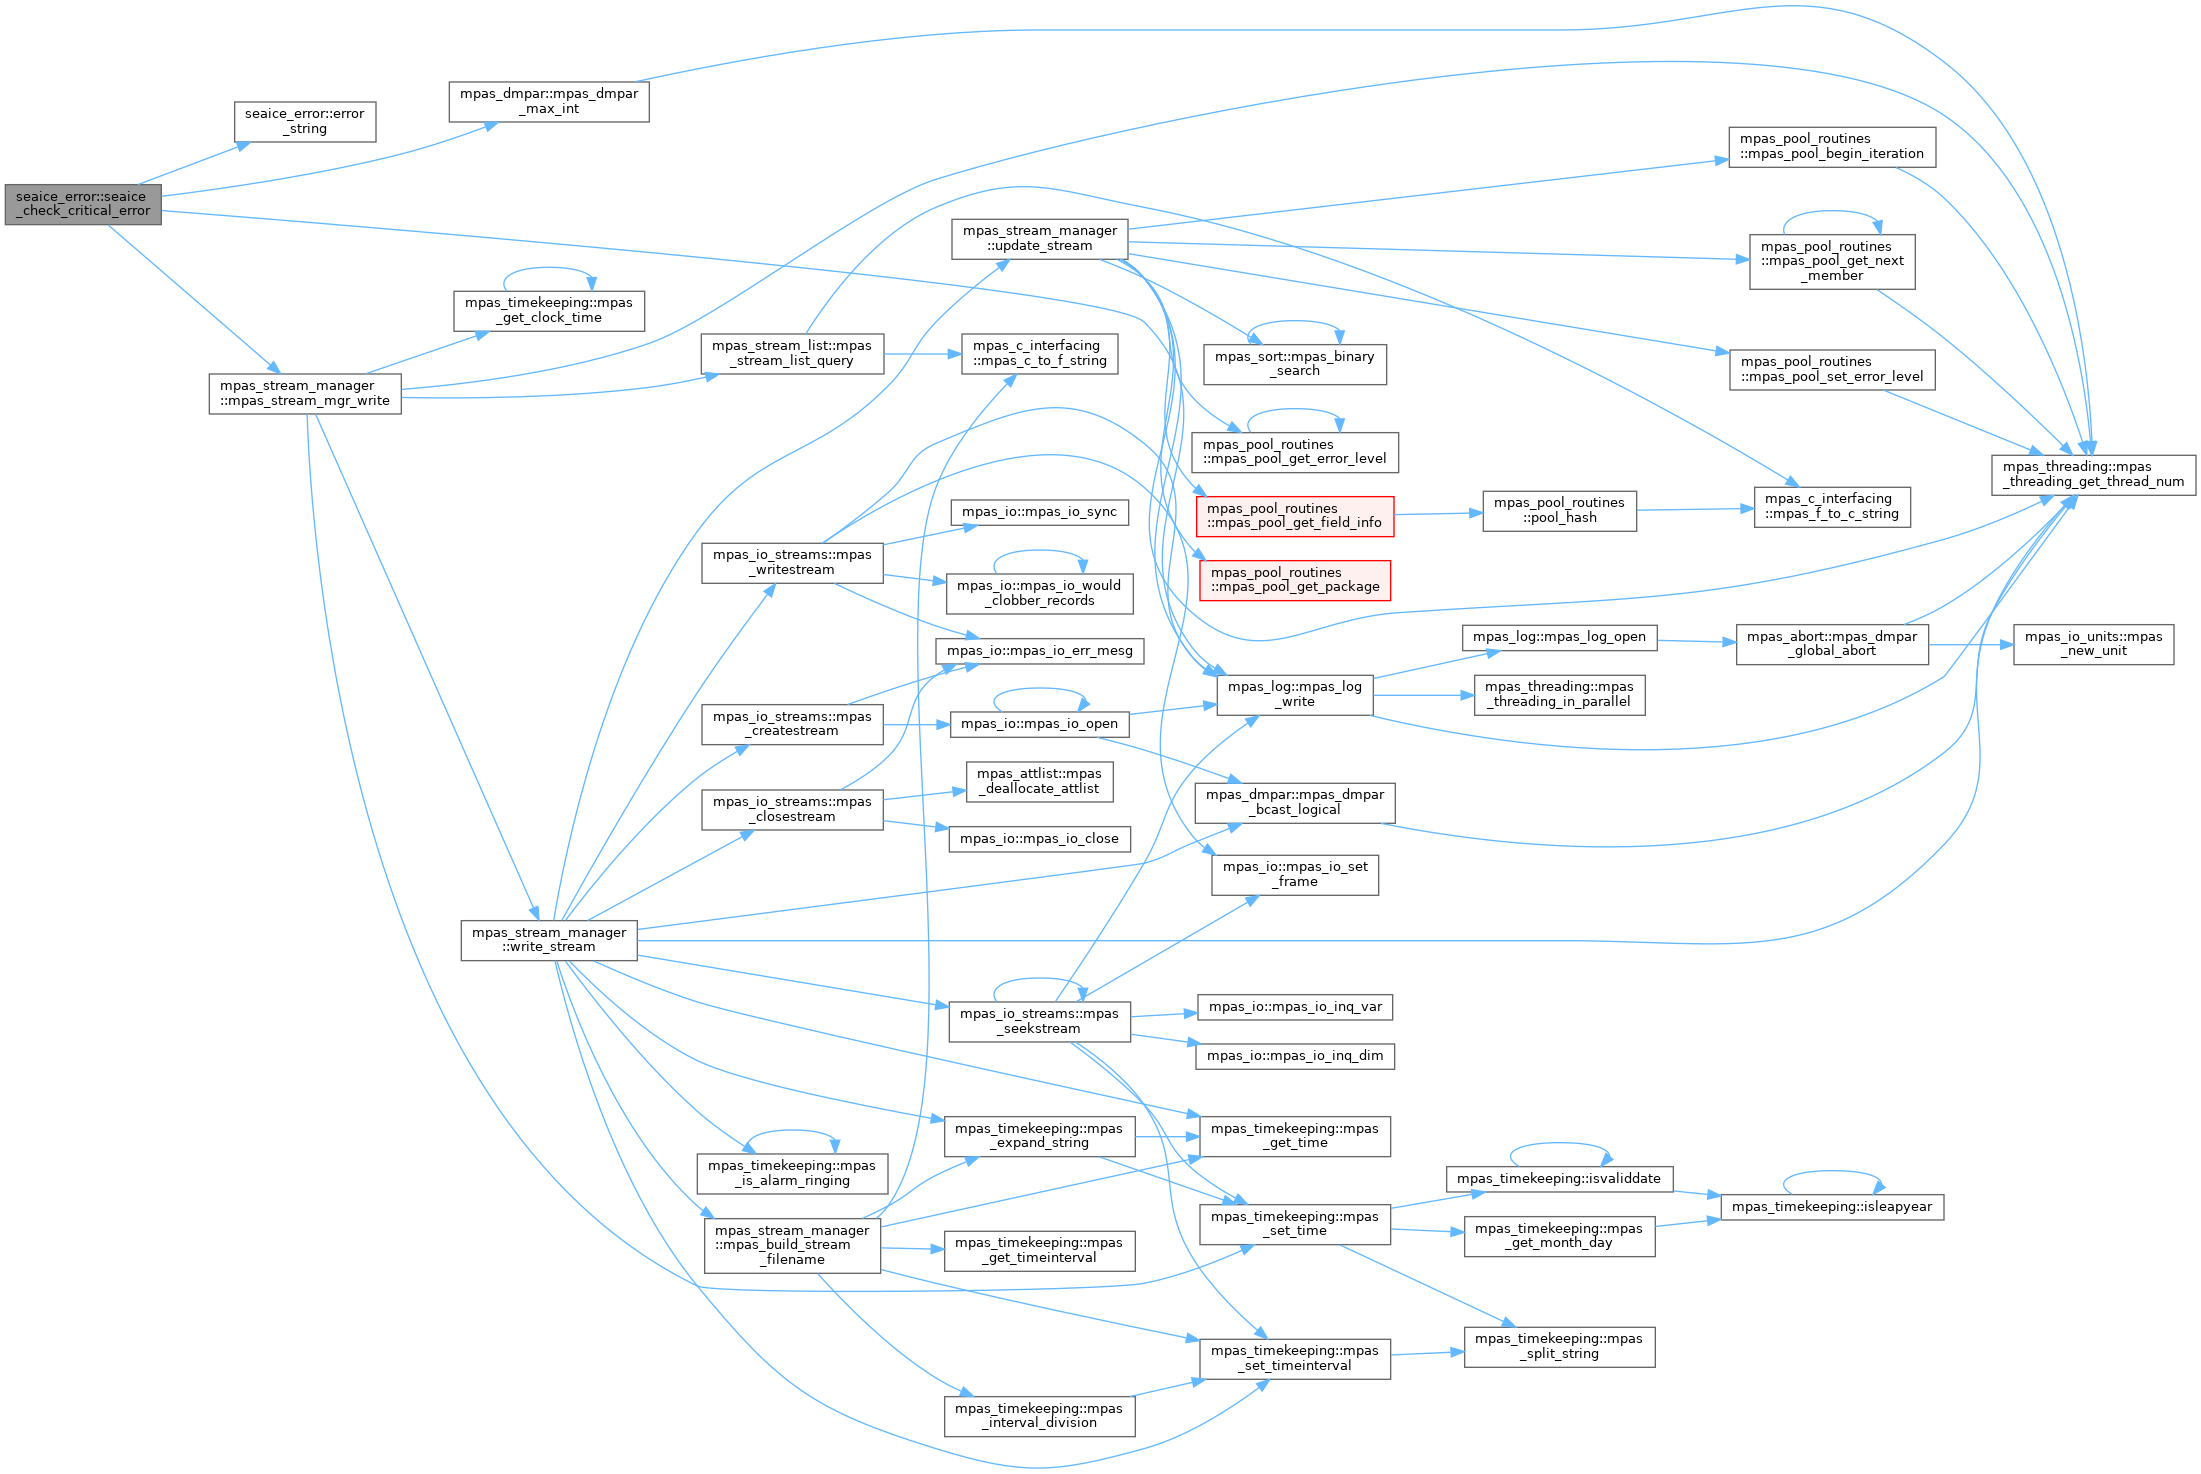 seaice_error::seaice
_check_critical_error
seaice_error::error
_string
mpas_dmpar::mpas_dmpar
_max_int
mpas_timekeeping::mpas
_get_clock_time
mpas_stream_manager
::mpas_stream_mgr_write
mpas_stream_list::mpas
_stream_list_query
mpas_stream_manager
::update_stream
mpas_c_interfacing
::mpas_c_to_f_string
mpas_sort::mpas_binary
_search
mpas_pool_routines
::mpas_pool_get_error_level
mpas_pool_routines
::mpas_pool_get_field_info
mpas_pool_routines
::mpas_pool_get_package
mpas_pool_routines
::pool_hash
mpas_pool_routines
::mpas_pool_begin_iteration
mpas_pool_routines
::mpas_pool_get_next
_member
mpas_pool_routines
::mpas_pool_set_error_level
mpas_c_interfacing
::mpas_f_to_c_string
mpas_threading::mpas
_threading_get_thread_num
mpas_io_streams::mpas
_writestream
mpas_io::mpas_io_sync
mpas_io::mpas_io_would
_clobber_records
mpas_io::mpas_io_err_mesg
mpas_io_streams::mpas
_createstream
mpas_io::mpas_io_open
mpas_log::mpas_log
_write
mpas_log::mpas_log_open
mpas_threading::mpas
_threading_in_parallel
mpas_abort::mpas_dmpar
_global_abort
mpas_io_units::mpas
_new_unit
mpas_io_streams::mpas
_closestream
mpas_attlist::mpas
_deallocate_attlist
mpas_io::mpas_io_close
mpas_dmpar::mpas_dmpar
_bcast_logical
mpas_io::mpas_io_set
_frame
mpas_stream_manager
::write_stream
mpas_io_streams::mpas
_seekstream
mpas_io::mpas_io_inq_var
mpas_io::mpas_io_inq_dim
mpas_timekeeping::mpas
_expand_string
mpas_timekeeping::mpas
_get_time
mpas_timekeeping::mpas
_is_alarm_ringing
mpas_stream_manager
::mpas_build_stream
_filename
mpas_timekeeping::mpas
_get_timeinterval
mpas_timekeeping::mpas
_set_time
mpas_timekeeping::isvaliddate
mpas_timekeeping::mpas
_get_month_day
mpas_timekeeping::isleapyear
mpas_timekeeping::mpas
_set_timeinterval
mpas_timekeeping::mpas
_split_string
mpas_timekeeping::mpas
_interval_division